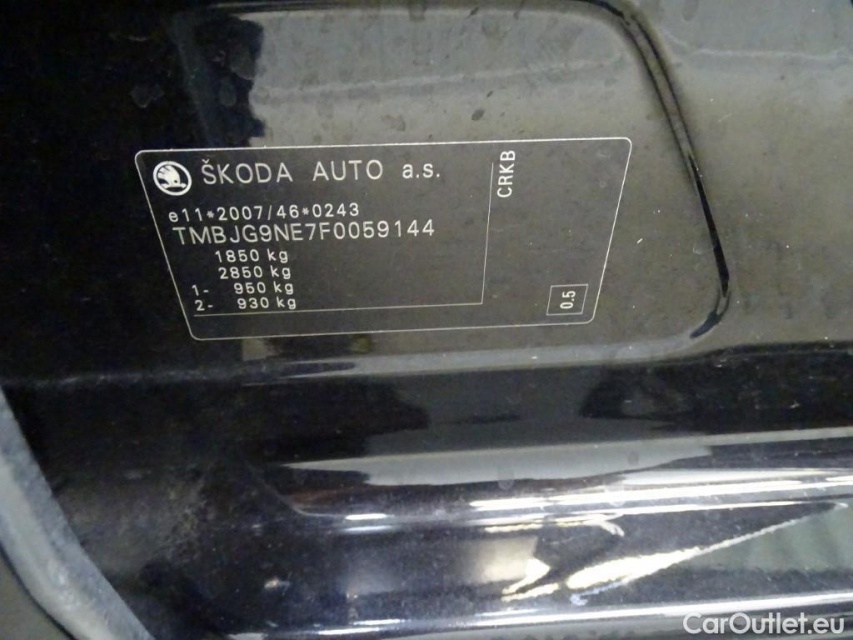 ŠKODA AUTO a.s.
e11*2007/46*0243
TMBJG9NE7F0059144
1850 kg
2850 kg
1- 950 kg
2- 930 kg
CRKB
0.5
CarOutlet.eu